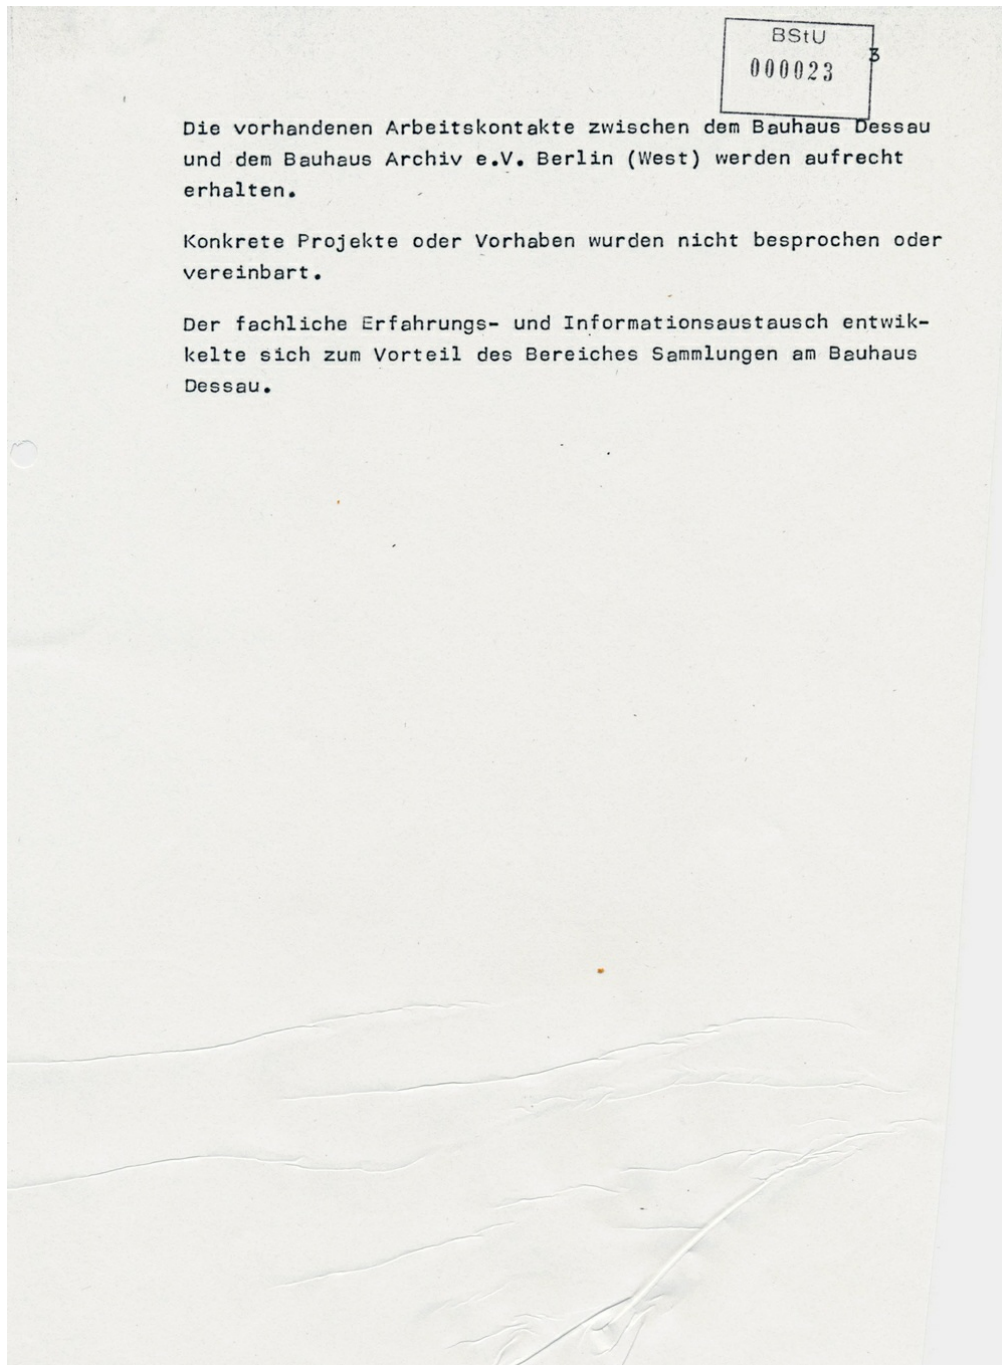 BStU
000023
3
Die vorhandenen Arbeitskontakte zwischen dem Bauhaus Dessau
und dem Bauhaus Archiv e.V. Berlin (West) werden aufrecht
erhalten.
Konkrete Projekte oder Vorhaben wurden nicht besprochen oder
vereinbart.
Der fachliche Erfahrungs- und Informationsaustausch entwik-
kelte sich zum Vorteil des Bereiches Sammlungen am Bauhaus
Dessau.